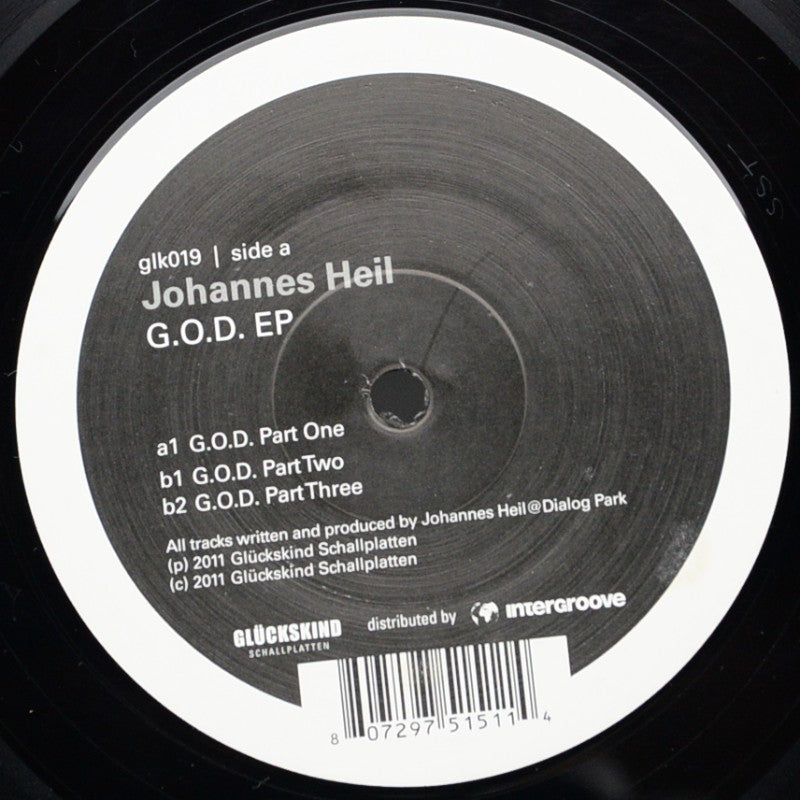 glk019 | side a
Johannes Heil
G.O.D. EP
a1 G.O.D. Part One
b1 G.O.D. Part Two
b2 G.O.D. Part Three
All tracks written and produced by Johannes Heil@Dialog Park
(p) 2011 Glückskind Schallplatten
(c) 2011 Glückskind Schallplatten
GLÜCKSKIND
SCHALLPLATTEN
distributed by intergroove
8 07297 51511 4
SST